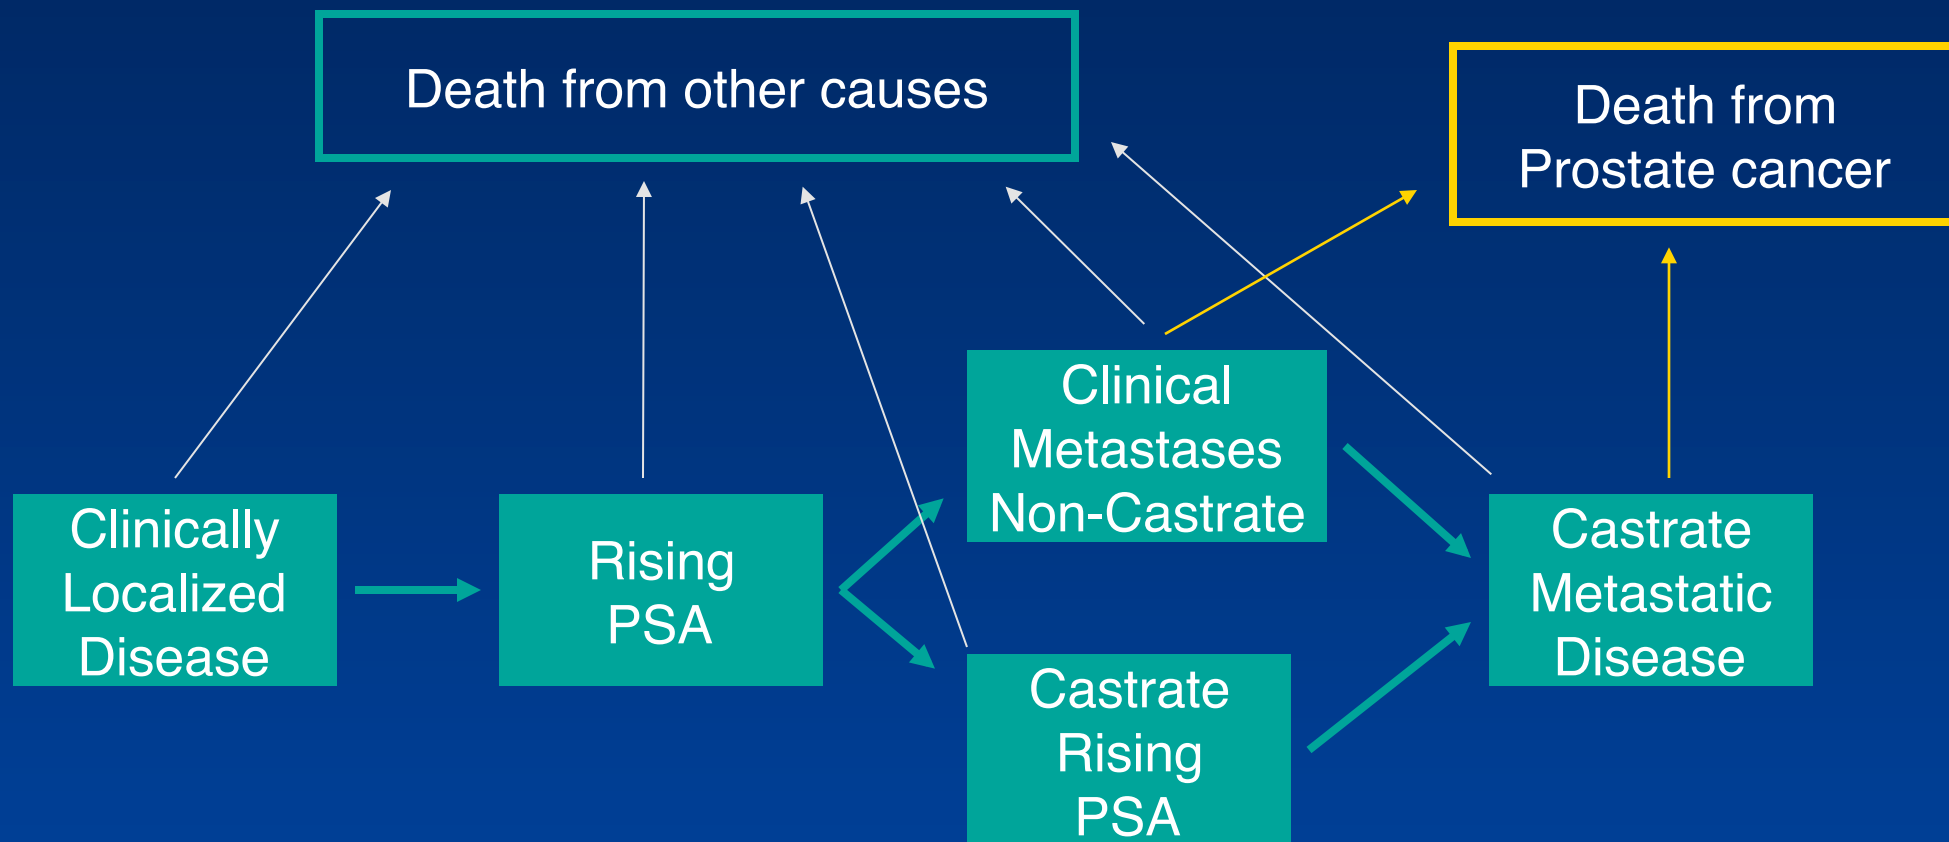 Death from other causes
Death from
Prostate cancer
Clinical
Metastases
Non-Castrate
Clinically
Localized
Disease
Rising
PSA
Castrate
Metastatic
Disease
Castrate
Rising
PSA